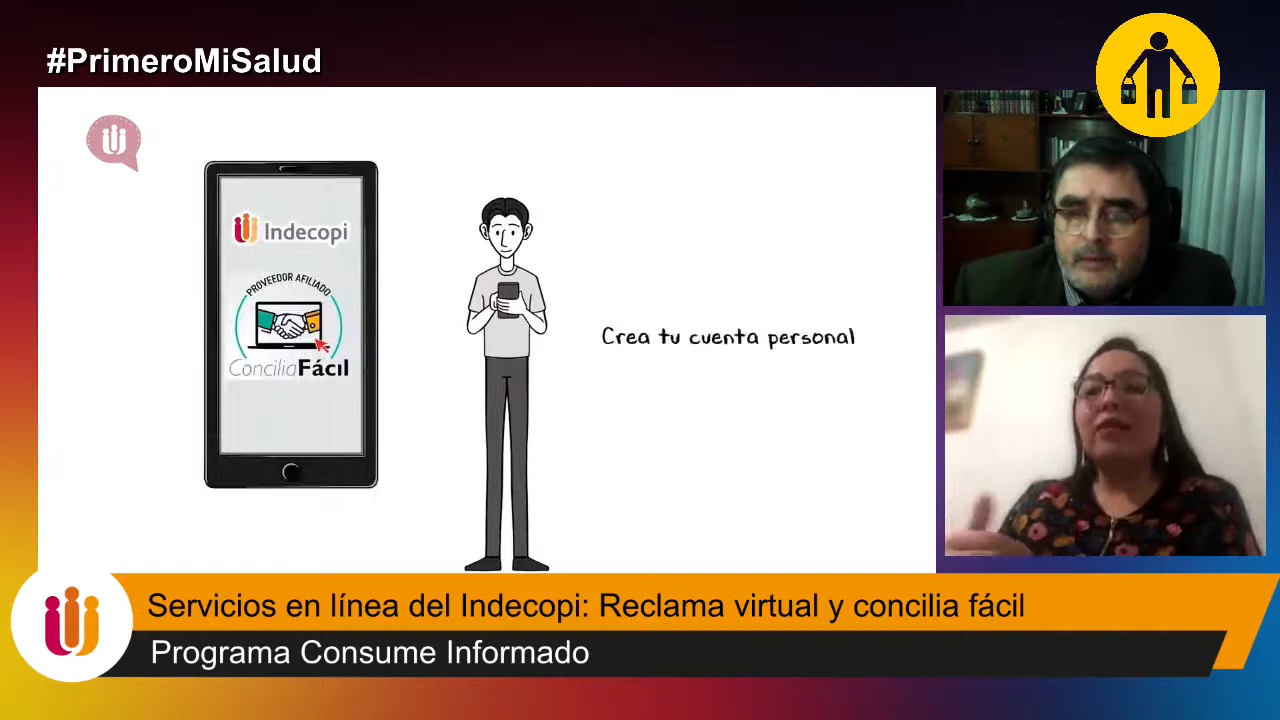 #PrimeroMiSalud
Indecopi
PROVEEDOR AFILIADO
ConciliaFácil
Crea tu cuenta personal
Servicios en línea del Indecopi: Reclama virtual y concilia fácil
Programa Consume Informado